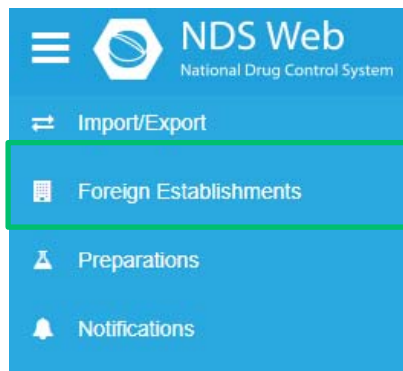 NDS Web
National Drug Control System
Import/Export
Foreign Establishments
Preparations
Notifications